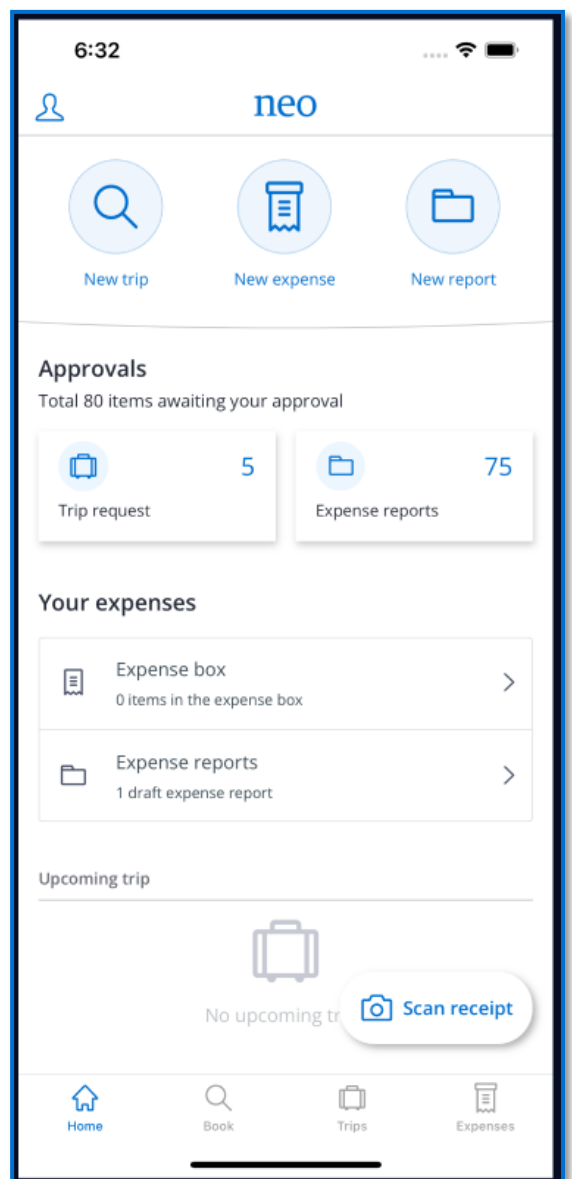 6:32
neo
New trip
New expense
New report
Approvals
Total 80 items awaiting your approval
5
75
Trip request
Expense reports
Your expenses
Expense box
0 items in the expense box
Expense reports
1 draft expense report
Upcoming trip
No upcoming
Scan receipt
Home
Book
Trips
Expenses